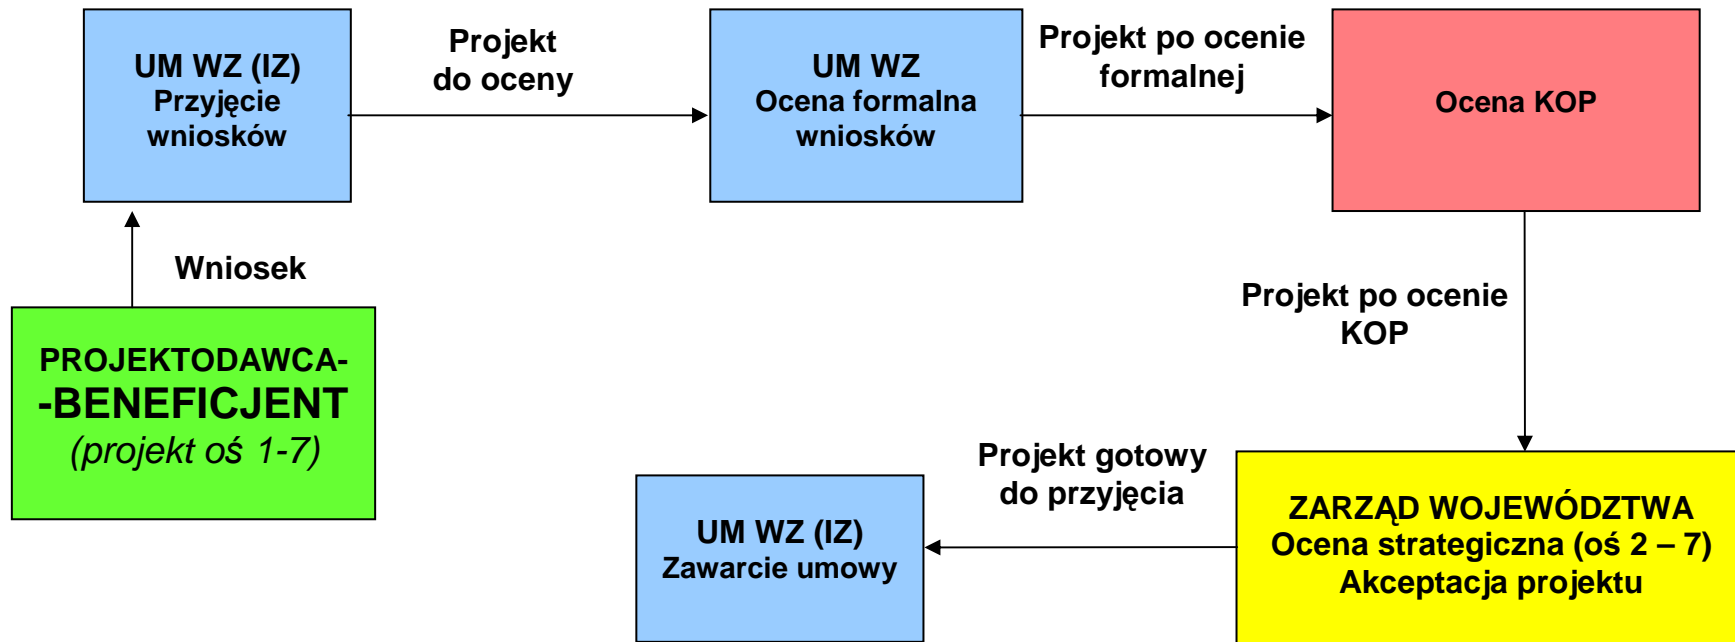 UM WZ (IZ)
Przyjęcie
wniosków
Projekt
do oceny
UM WZ
Ocena formalna
wniosków
Projekt po ocenie
formalnej
Ocena KOP
Wniosek
PROJEKTODAWCA-
-BENEFICJENT
(projekt oś 1-7)
Projekt po ocenie
KOP
ZARZĄD WOJEWÓDZTWA
Ocena strategiczna (oś 2 – 7)
Akceptacja projektu
Projekt gotowy
do przyjęcia
UM WZ (IZ)
Zawarcie umowy